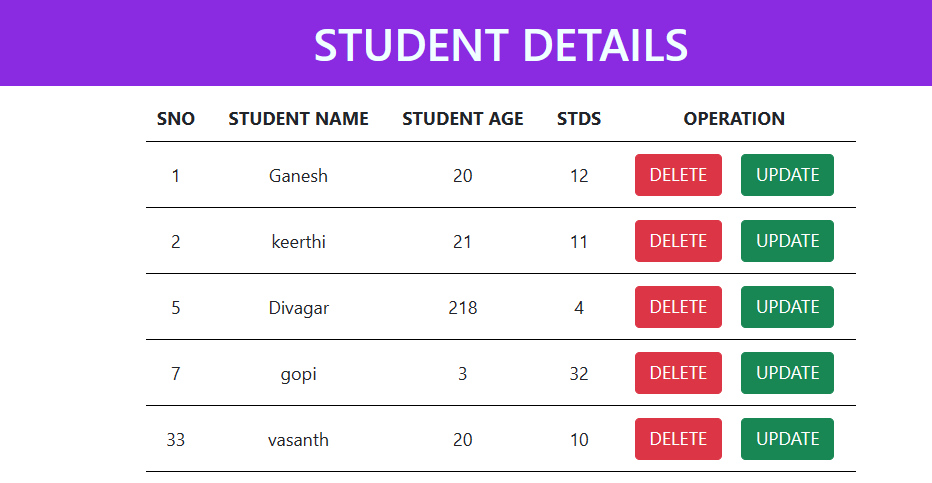 STUDENT DETAILS
SNO STUDENT NAME STUDENT AGE STDS OPERATION
1 Ganesh 20 12 DELETE UPDATE
2 keerthi 21 11 DELETE UPDATE
5 Divagar 218 4 DELETE UPDATE
7 gopi 3 32 DELETE UPDATE
33 vasanth 20 10 DELETE UPDATE